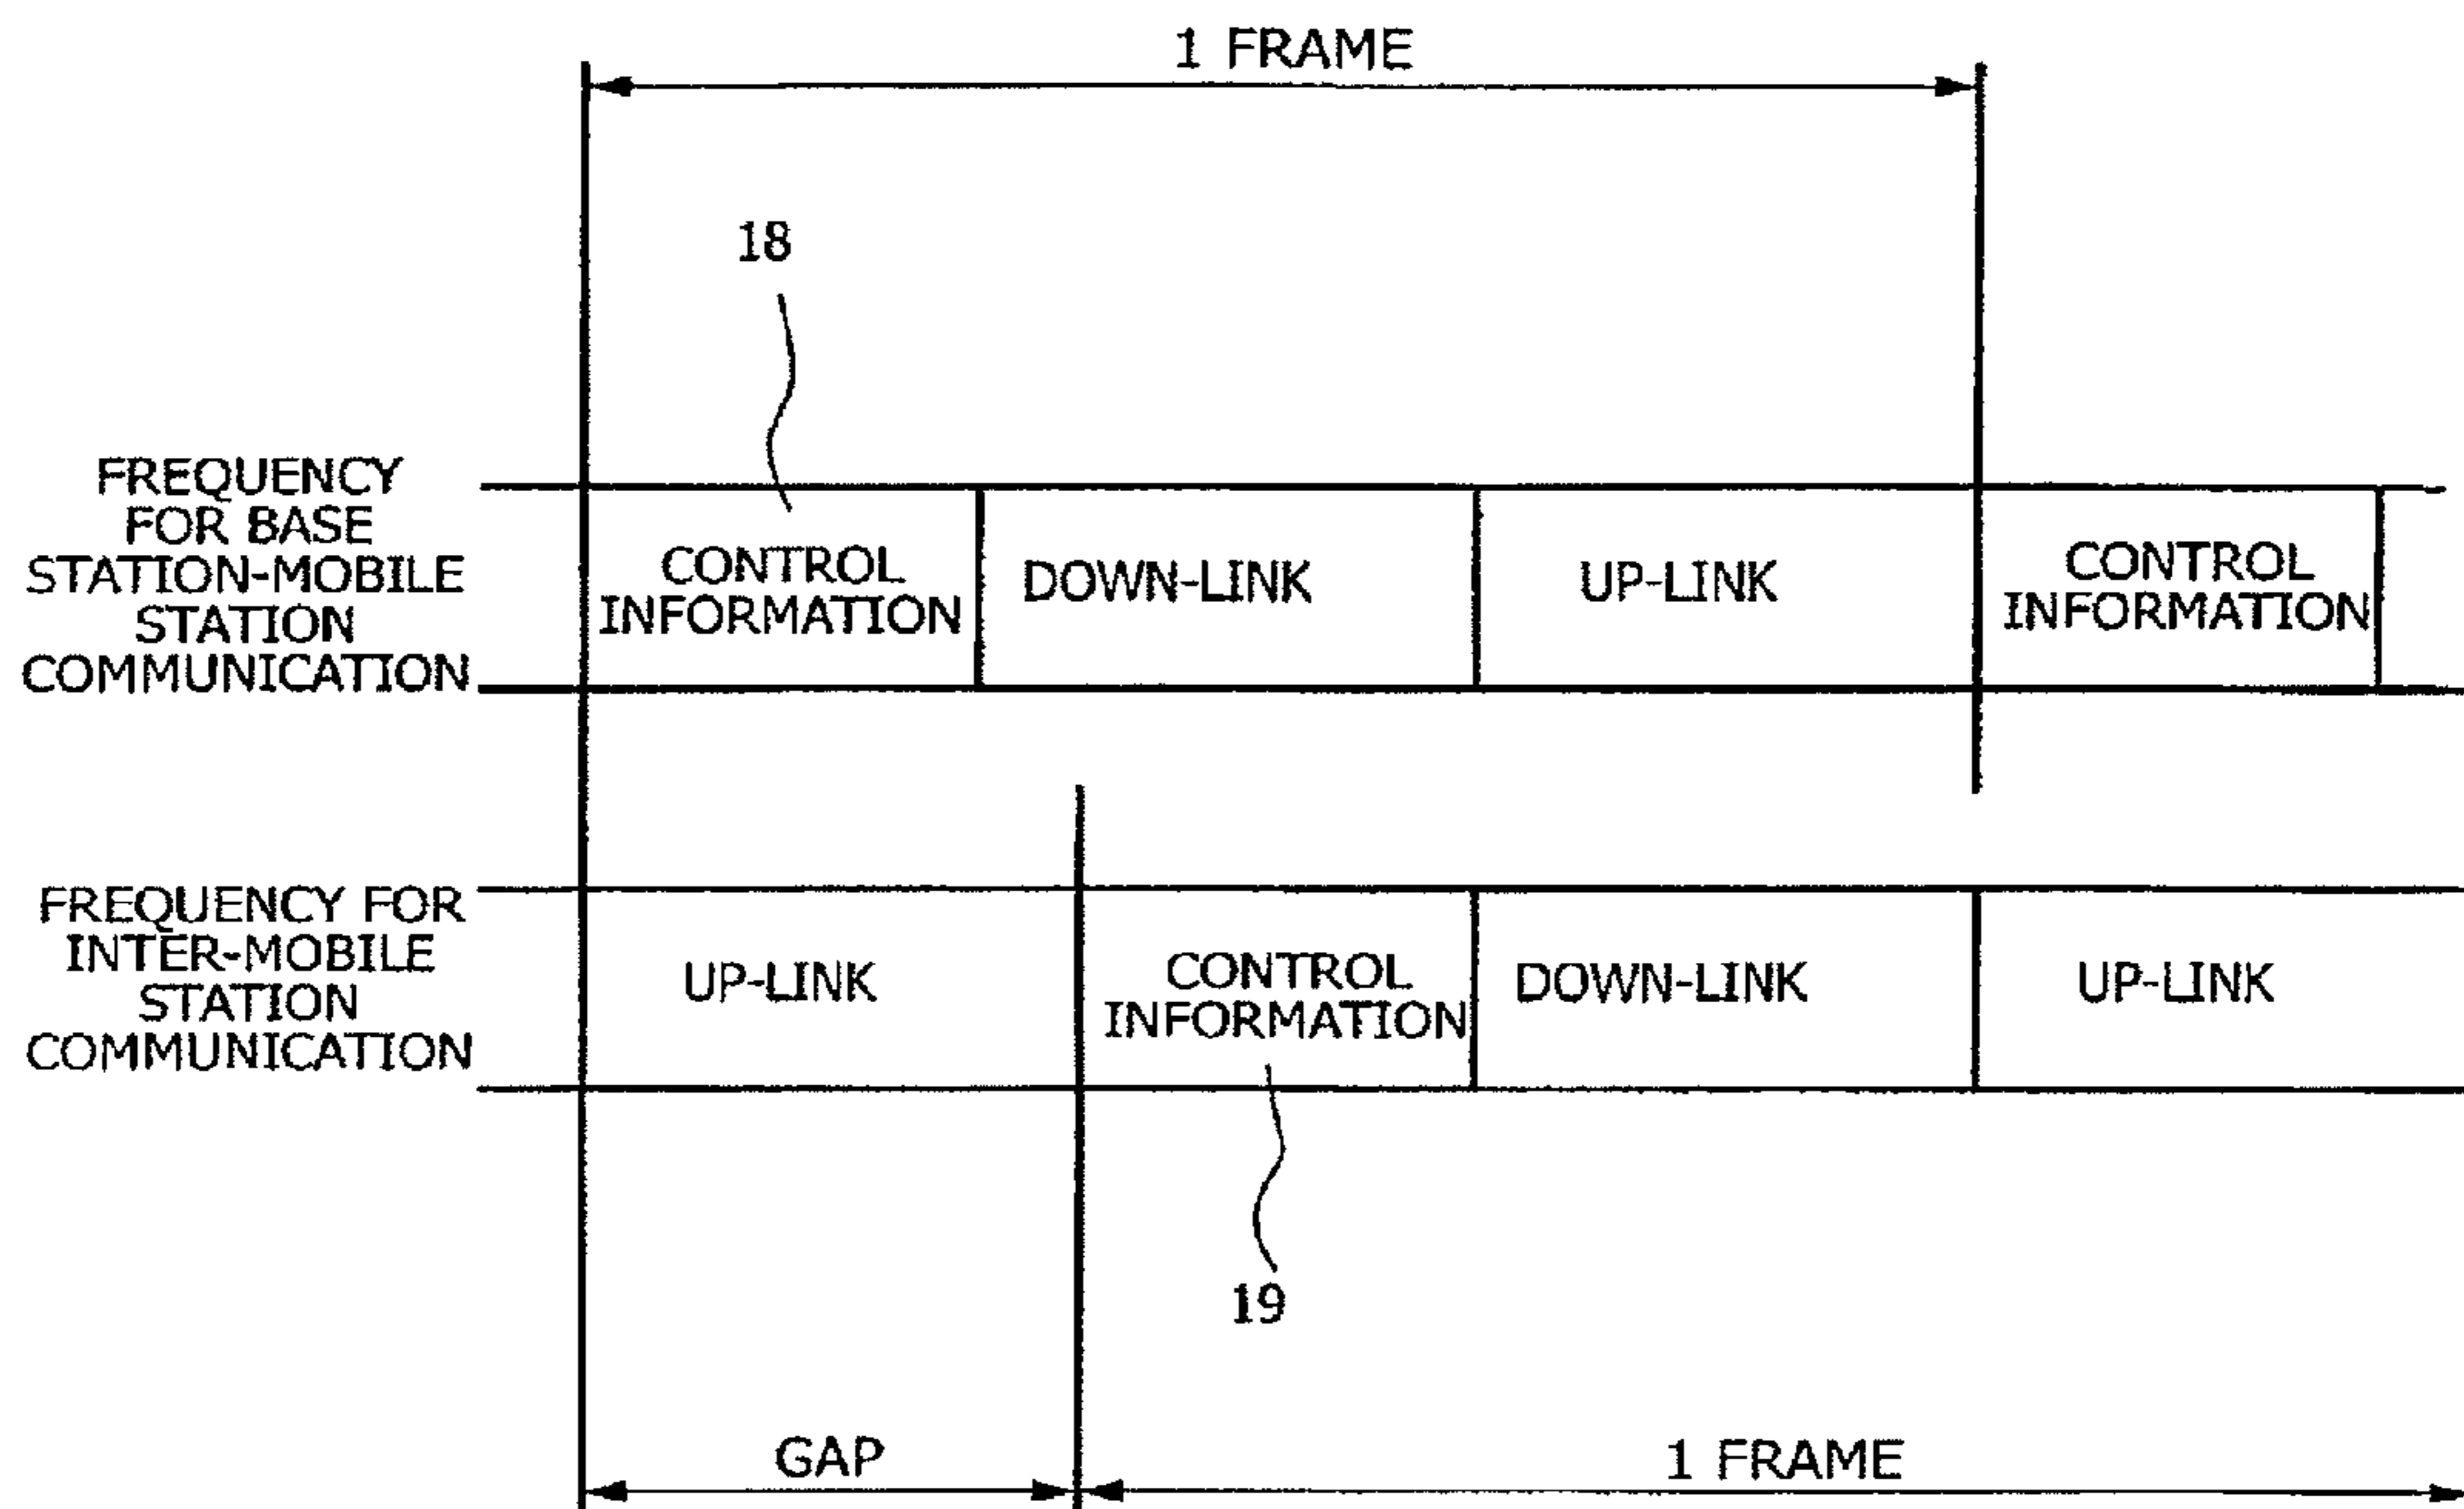 1 FRAME
18
FREQUENCY
FOR BASE
STATION-MOBILE
STATION
COMMUNICATION
CONTROL
INFORMATION
DOWN-LINK
UP-LINK
CONTROL
INFORMATION
FREQUENCY FOR
INTER-MOBILE
STATION
COMMUNICATION
UP-LINK
CONTROL
INFORMATION
DOWN-LINK
UP-LINK
19
GAP
1 FRAME